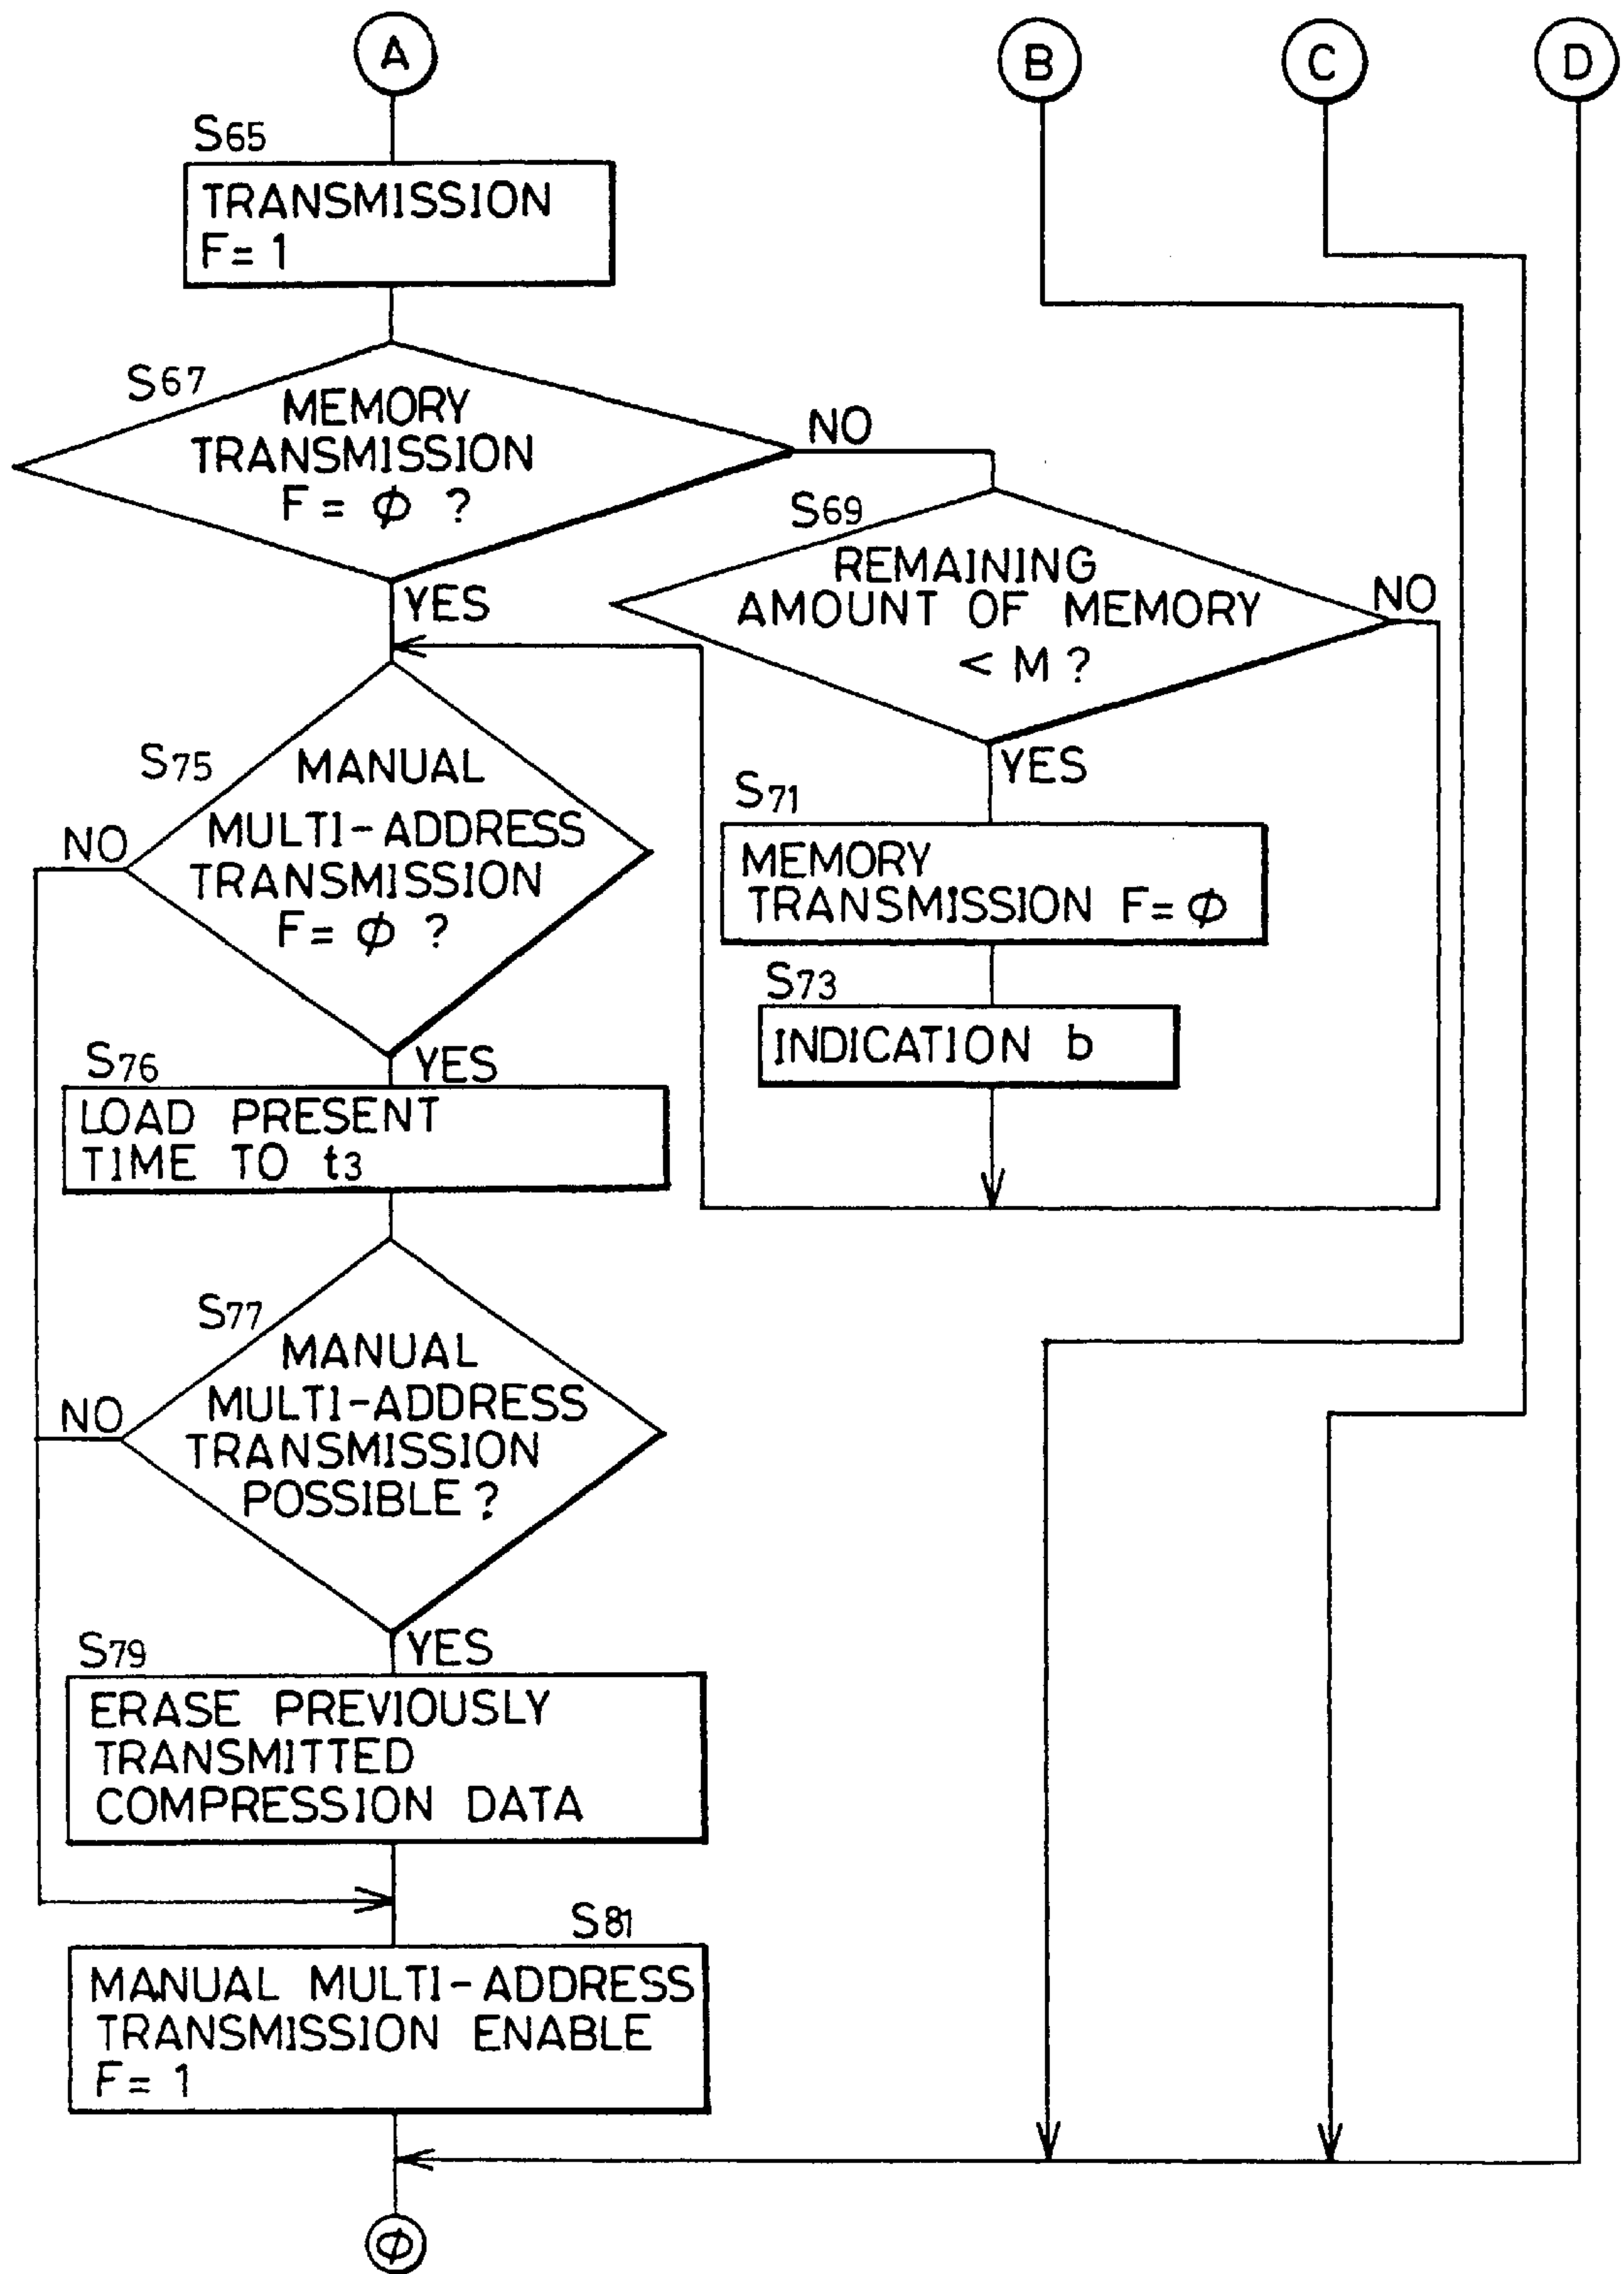 A
B
C
D
S65
TRANSMISSION
F= 1
S67
MEMORY
TRANSMISSION
F= ϕ ?
NO
YES
S69
REMAINING
AMOUNT OF MEMORY
< M ?
NO
YES
S71
MEMORY
TRANSMISSION F= ϕ
S73
INDICATION b
S75
MANUAL
MULTI-ADDRESS
TRANSMISSION
F= ϕ ?
NO
YES
S76
LOAD PRESENT
TIME TO t3
S77
MANUAL
MULTI-ADDRESS
TRANSMISSION
POSSIBLE ?
NO
YES
S79
ERASE PREVIOUSLY
TRANSMITTED
COMPRESSION DATA
S81
MANUAL MULTI-ADDRESS
TRANSMISSION ENABLE
F= 1
ϕ